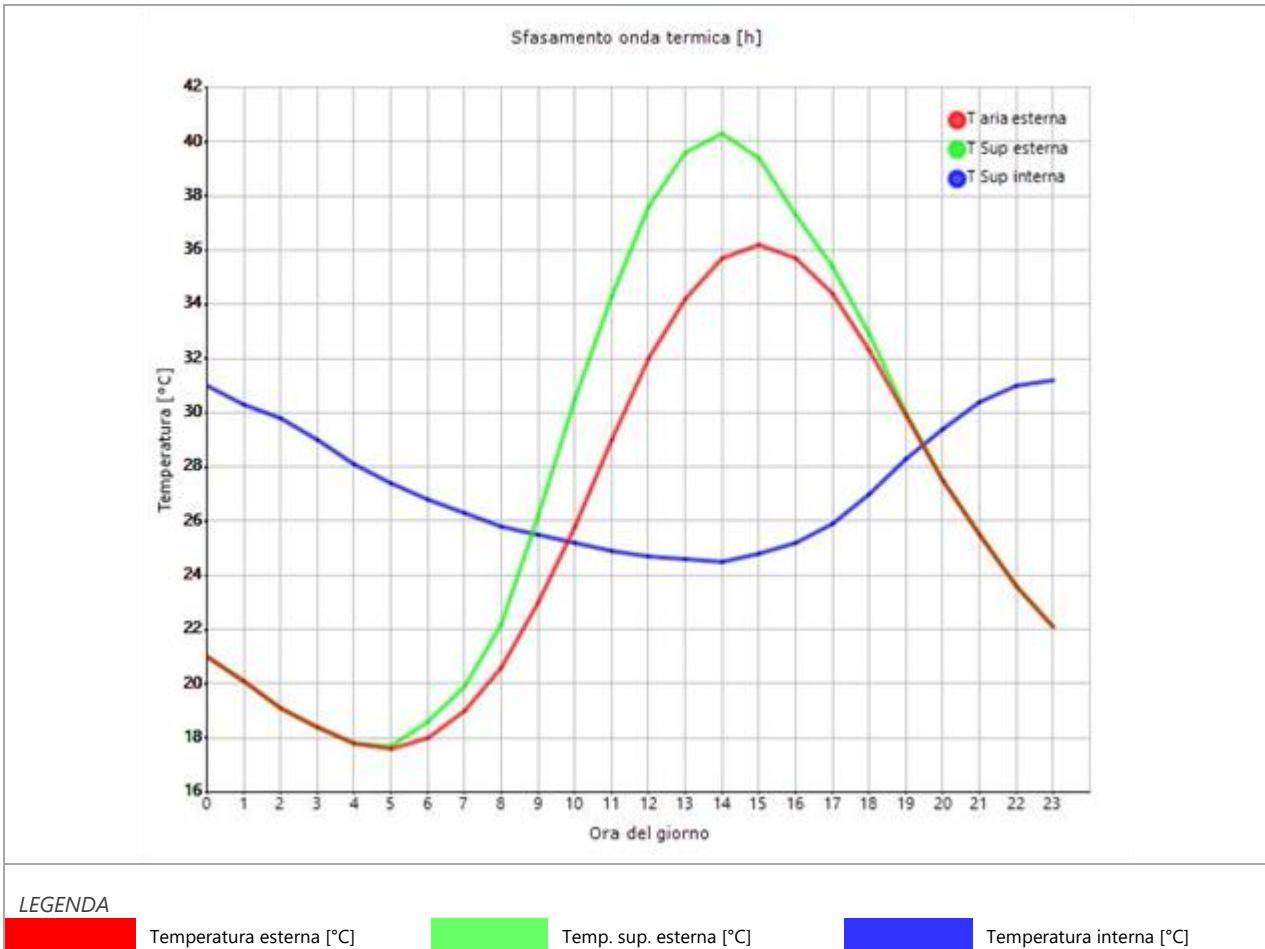 Sfasamento onda termica [h]
42
40
38
36
34
32
30
28
26
24
22
20
18
16
Temperatura [°C]
T aria esterna
T Sup esterna
T Sup interna
0 1 2 3 4 5 6 7 8 9 10 11 12 13 14 15 16 17 18 19 20 21 22 23
Ora del giorno
LEGENDA
Temperatura esterna [°C] Temp. sup. esterna [°C] Temperatura interna [°C]